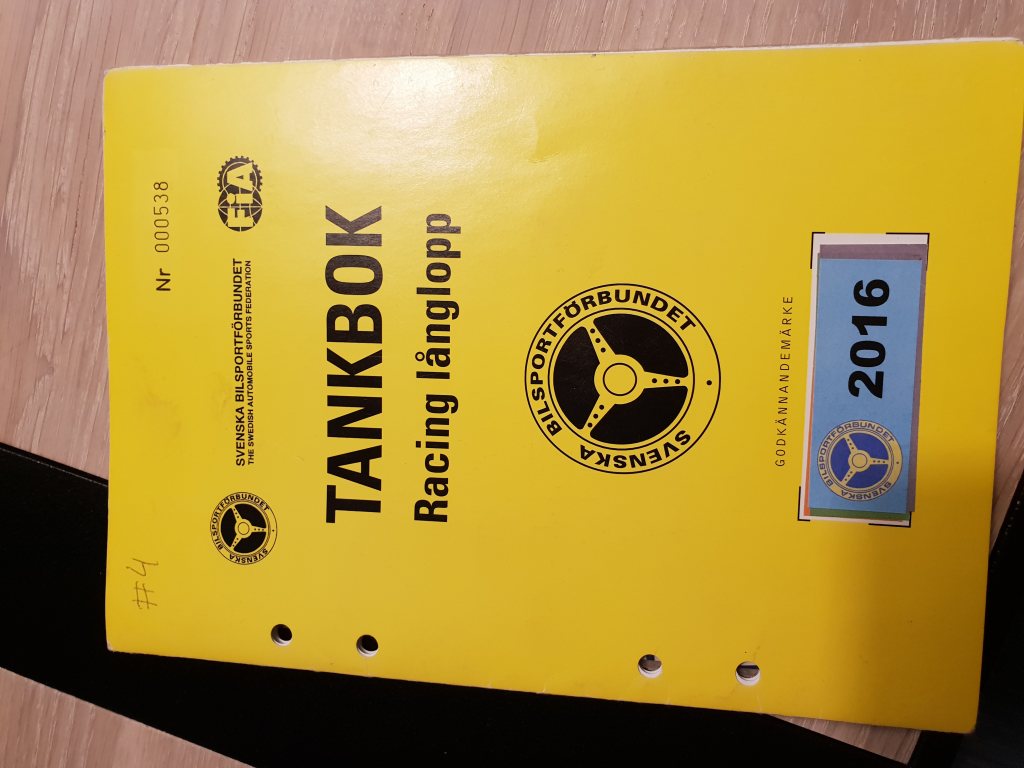 #4
Nr 000538
SVENSKA BILSPORTFÖRBUNDET
SVENSKA BILSPORTFÖRBUNDET
THE SWEDISH AUTOMOBILE SPORTS FEDERATION
FiA
TANKBOK
Racing långlopp
SVENSKA BILSPORTFÖRBUNDET
GODKÄNNANDEMÄRKE
SVENSKA BILSPORTFÖRBUNDET
2016